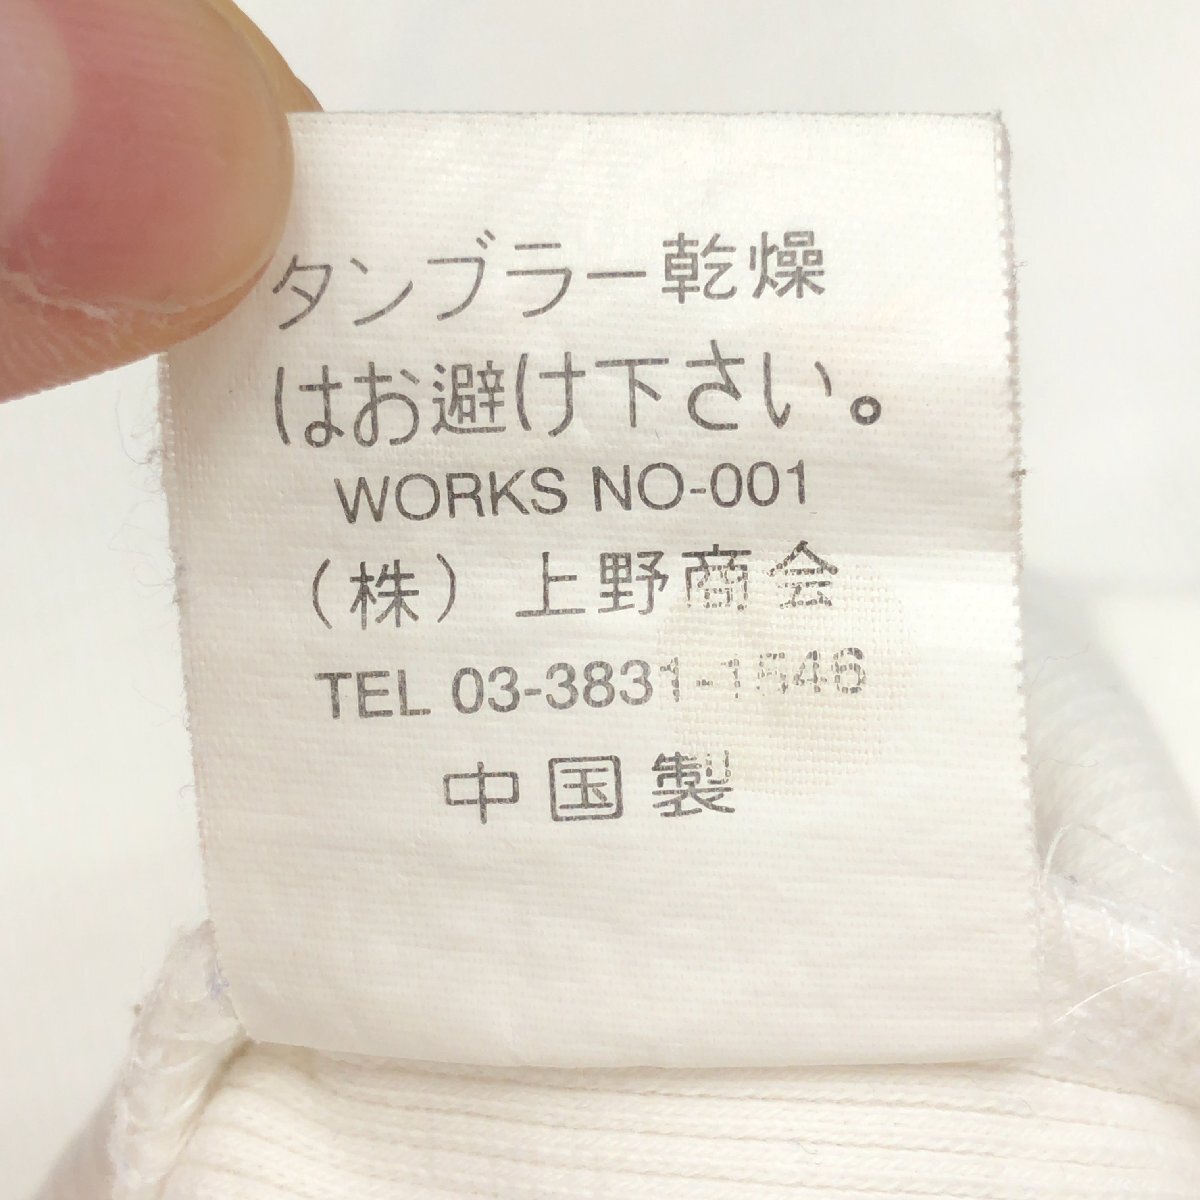 タンブラー乾燥
はお避け下さい。
WORKS NO-001
(株) 上野商会
TEL 03-3831-1546
中国製